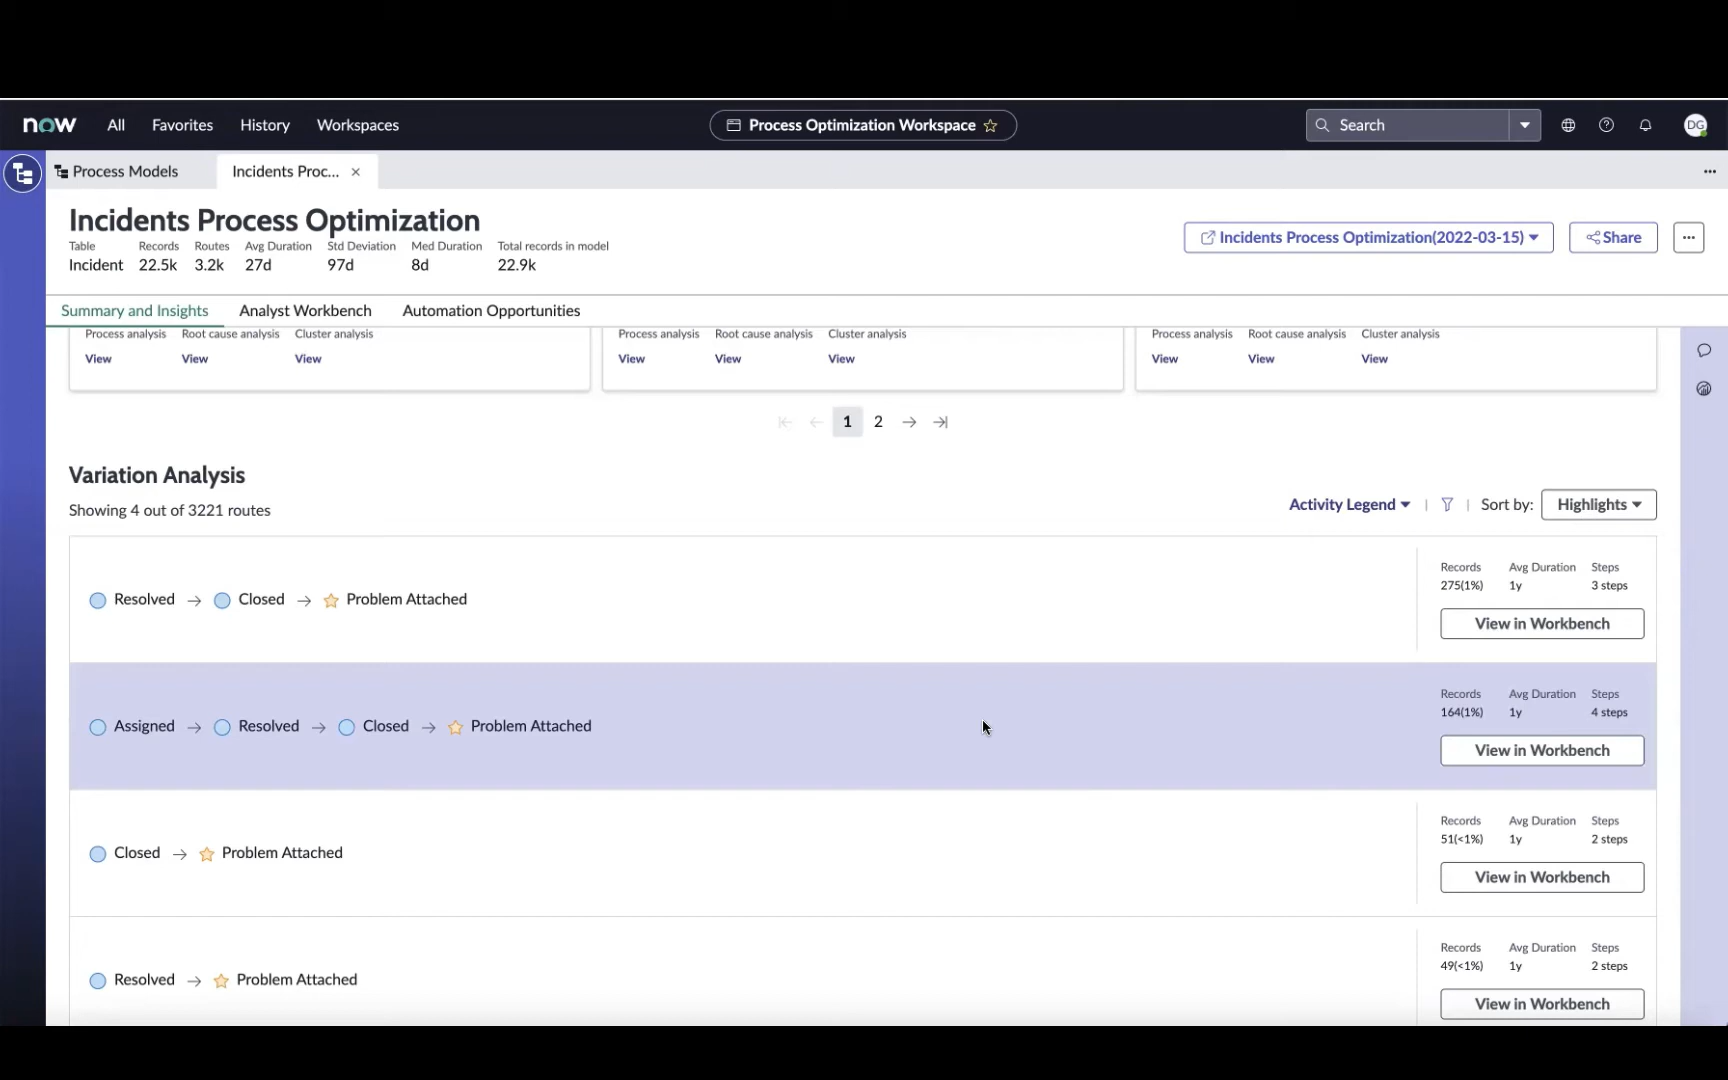 now All Favorites History Workspaces Process Optimization Workspace Search DG
Process Models Incidents Proc...
Incidents Process Optimization
Table Records Routes Avg Duration Std Deviation Med Duration Total records in model
Incident 22.5k 3.2k 27d 97d 8d 22.9k
Incidents Process Optimization(2022-03-15) Share
Summary and Insights Analyst Workbench Automation Opportunities
Process analysis Root cause analysis Cluster analysis Process analysis Root cause analysis Cluster analysis Process analysis Root cause analysis Cluster analysis
View View View View View View View View View
1 2
Variation Analysis
Showing 4 out of 3221 routes
Activity Legend Sort by: Highlights
Resolved → Closed → Problem Attached
Records Avg Duration Steps
275(1%) 1y 3 steps
View in Workbench
Assigned → Resolved → Closed → Problem Attached
Records Avg Duration Steps
164(1%) 1y 4 steps
View in Workbench
Closed → Problem Attached
Records Avg Duration Steps
51(<1%) 1y 2 steps
View in Workbench
Resolved → Problem Attached
Records Avg Duration Steps
49(<1%) 1y 2 steps
View in Workbench